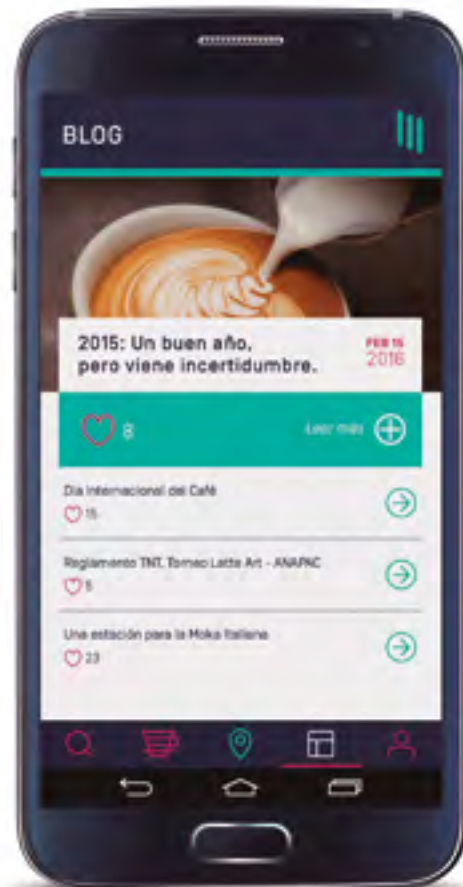 BLOG
2015: Un buen año,
pero viene incertidumbre.
FEB 15
2016
8
Leer más
Día Internacional del Café
15
Reglamento TNT. Torneo Latte Art - ANAPAC
5
Una estación para la Moka Italiana
23